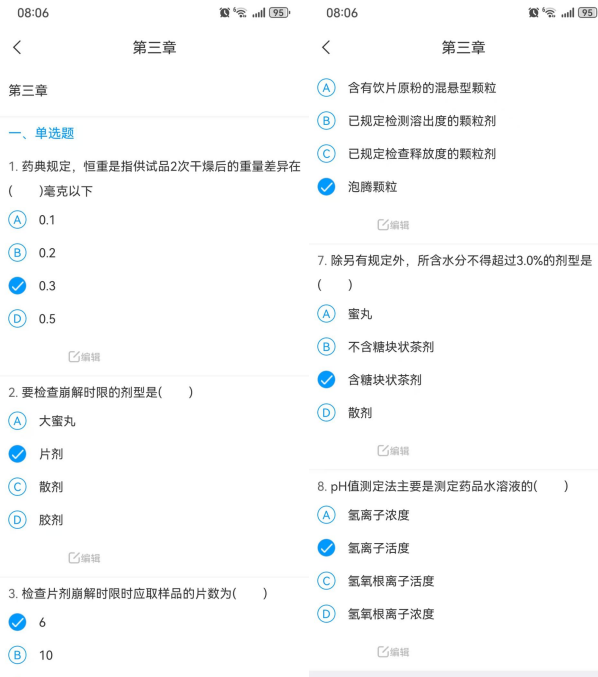 08:06
95
第三章
第三章
一、单选题
1. 药典规定，恒重是指供试品2次干燥后的重量差异在
( )毫克以下
A 0.1
B 0.2
0.3
D 0.5
编辑
2. 要检查崩解时限的剂型是( )
A 大蜜丸
片剂
C 散剂
D 胶剂
编辑
3. 检查片剂崩解时限时应取样品的片数为( )
6
B 10
08:06
95
第三章
A 含有饮片原粉的混悬型颗粒
B 已规定检测溶出度的颗粒剂
C 已规定检查释放度的颗粒剂
泡腾颗粒
编辑
7. 除另有规定外，所含水分不得超过3.0%的剂型是
( )
A 蜜丸
B 不含糖块状茶剂
含糖块状茶剂
D 散剂
编辑
8. pH值测定法主要是测定药品水溶液的( )
A 氢离子浓度
氢离子活度
C 氢氧根离子活度
D 氢氧根离子浓度
编辑